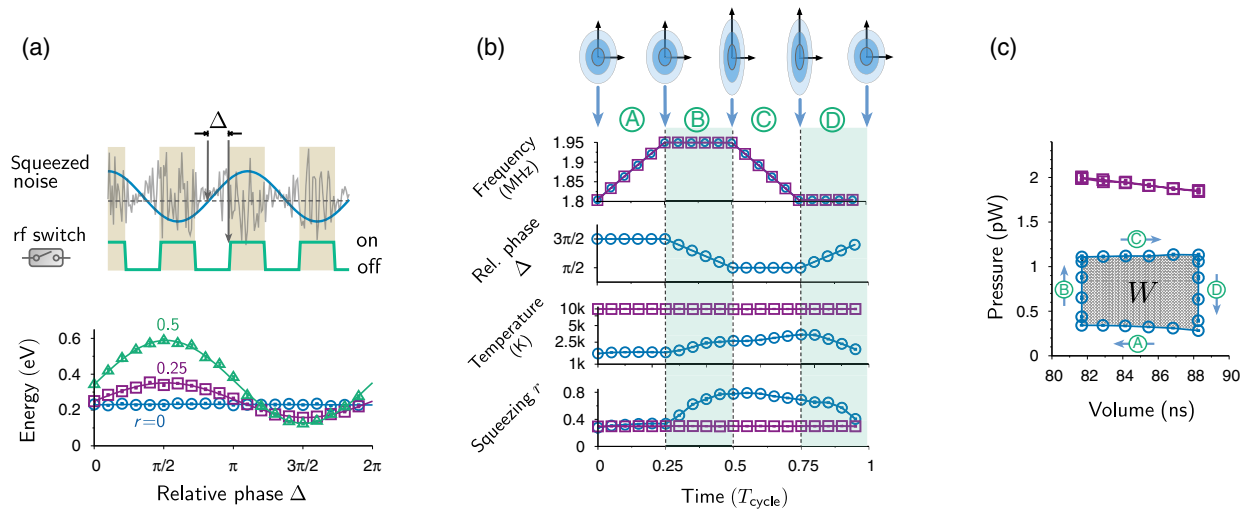 (a)
Δ
Squeezed
noise
rf switch
on
off
0.5
0.25
r=0
Energy (eV)
0.6
0.4
0.2
0
0
π/2
π
3π/2
2π
Relative phase Δ
(b)
A
B
C
D
Frequency
(MHz)
1.95
1.9
1.85
1.8
Rel. phase
Δ
3π/2
π/2
Temperature
(K)
10k
5k
2.5k
1k
Squeezing r
0.8
0.4
0
0
0.25
0.5
0.75
1
Time (Tcycle)
(c)
Pressure (pW)
2
1.5
1
0.5
0
C
B
W
D
A
80
82
84
86
88
90
Volume (ns)